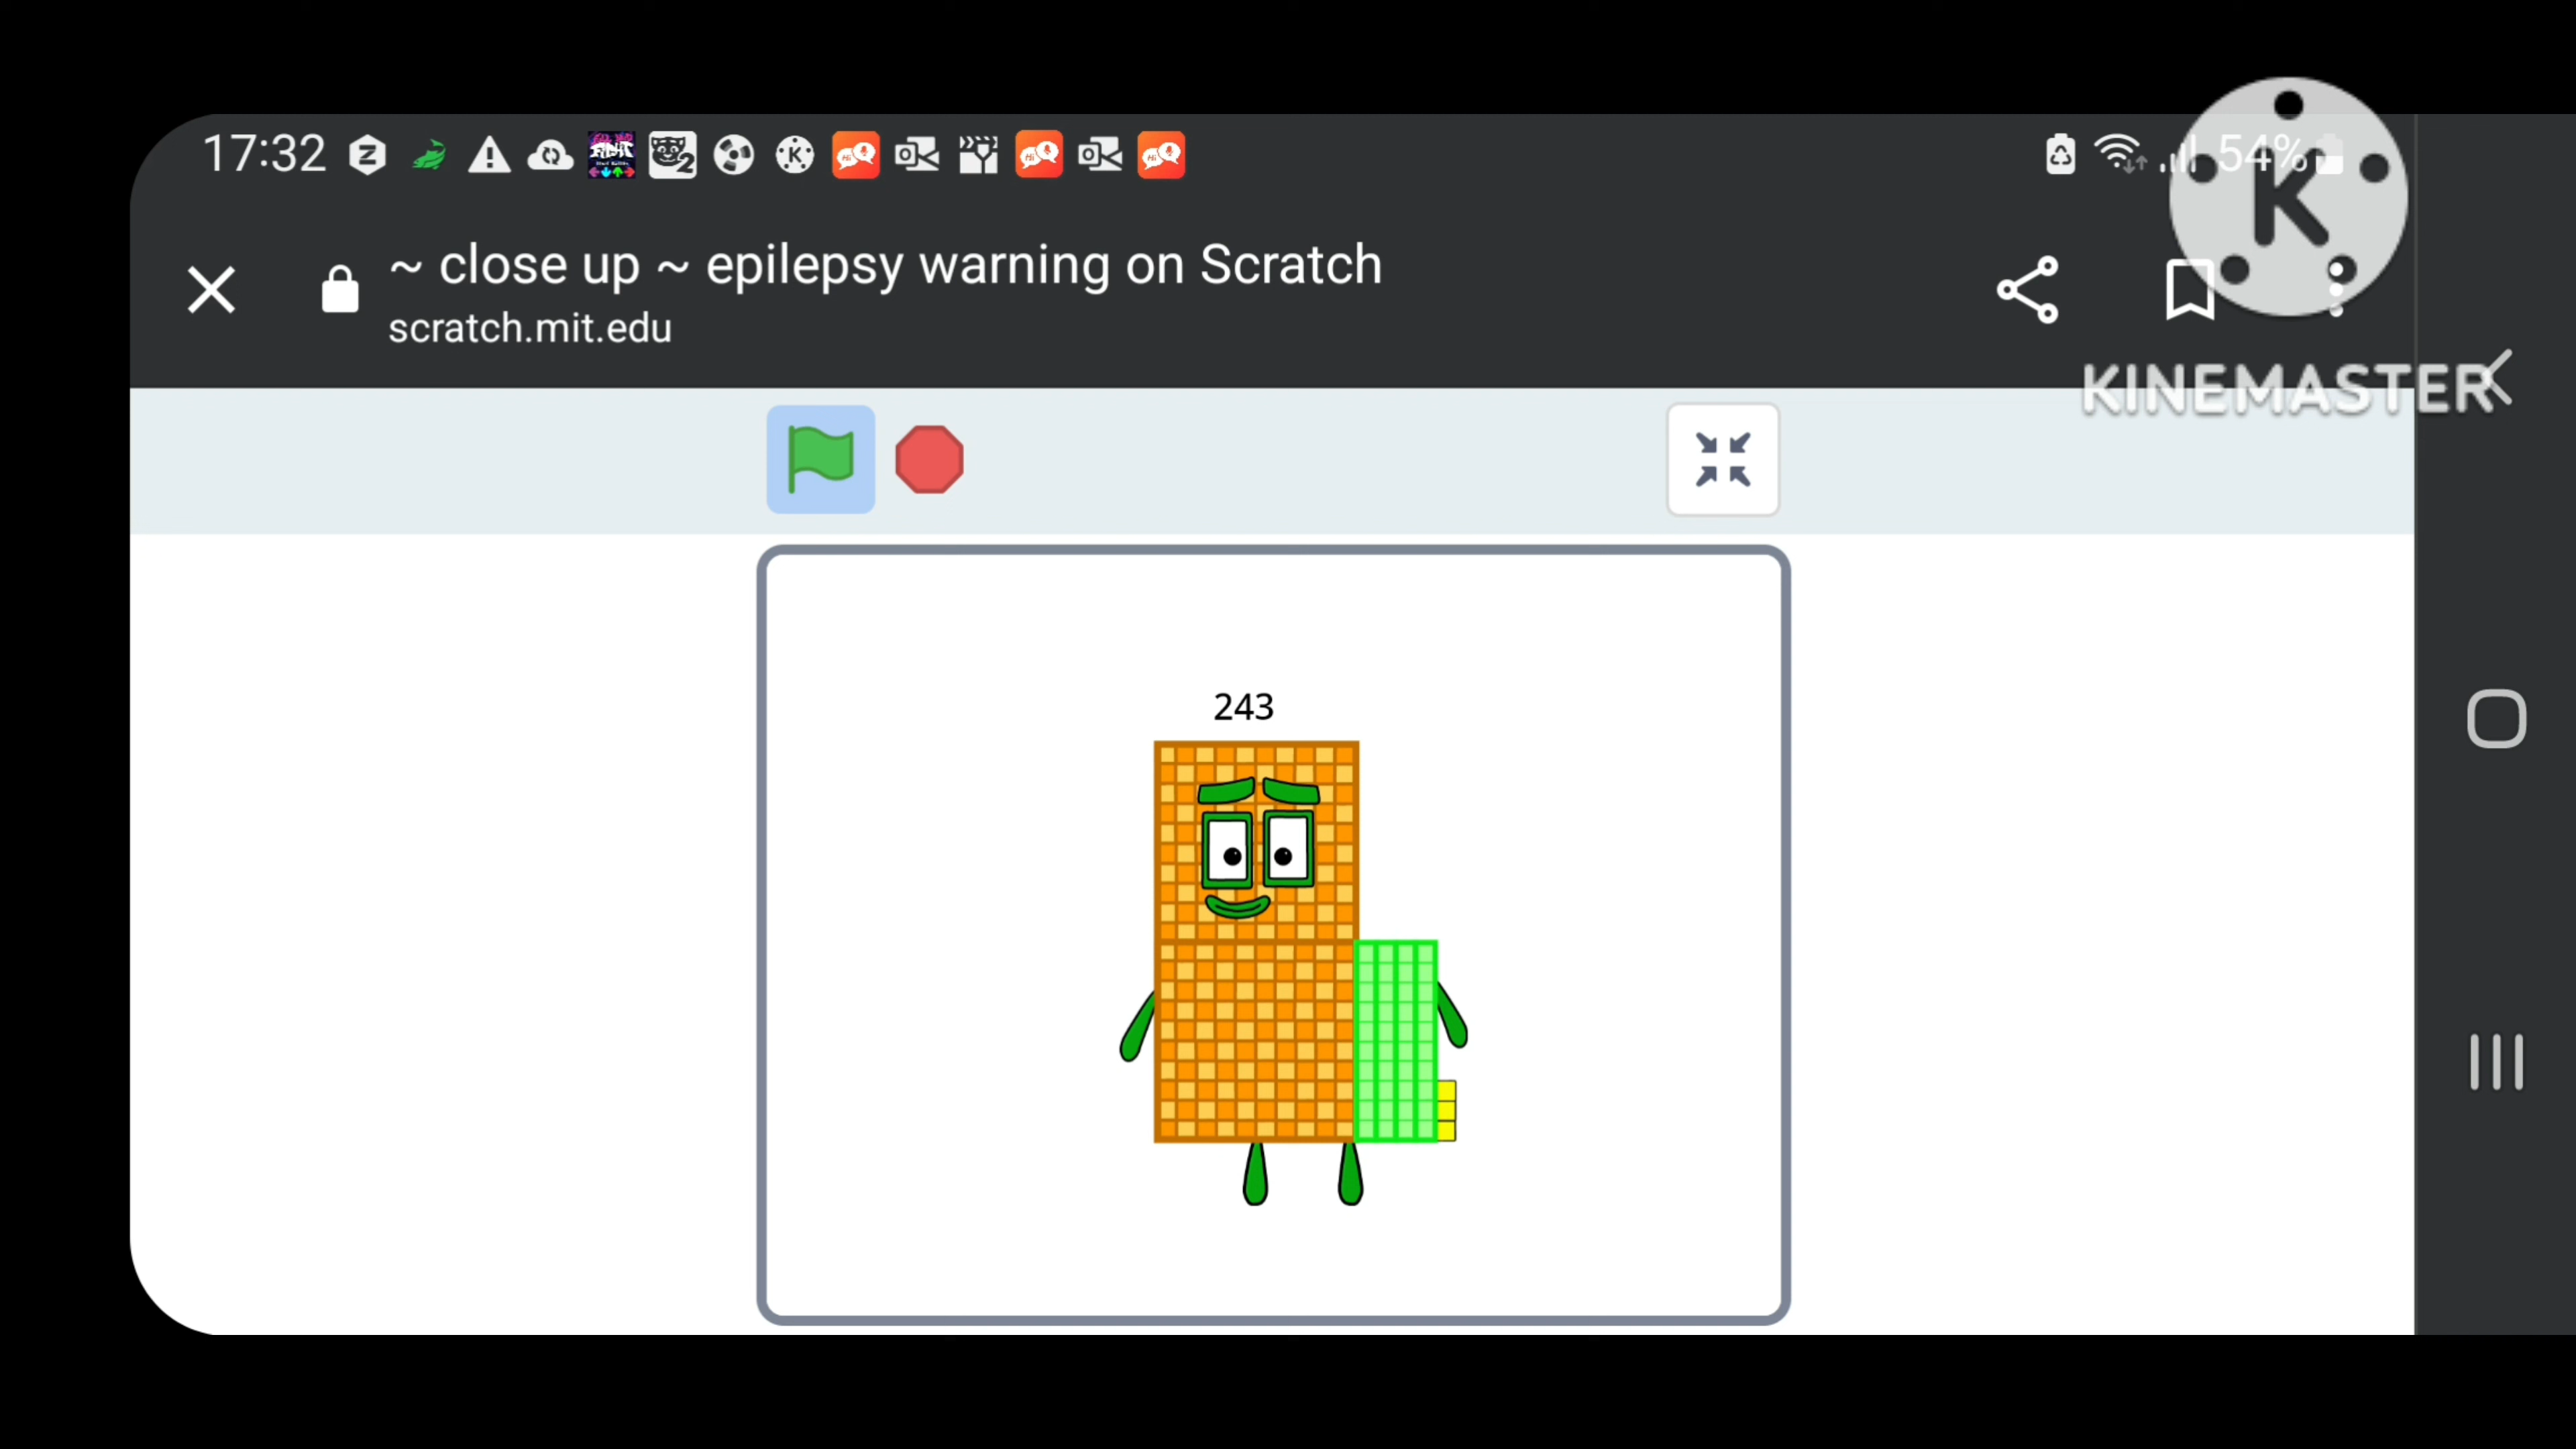 17:32
54%
~ close up ~ epilepsy warning on Scratch
scratch.mit.edu
K
KINEMASTER
243